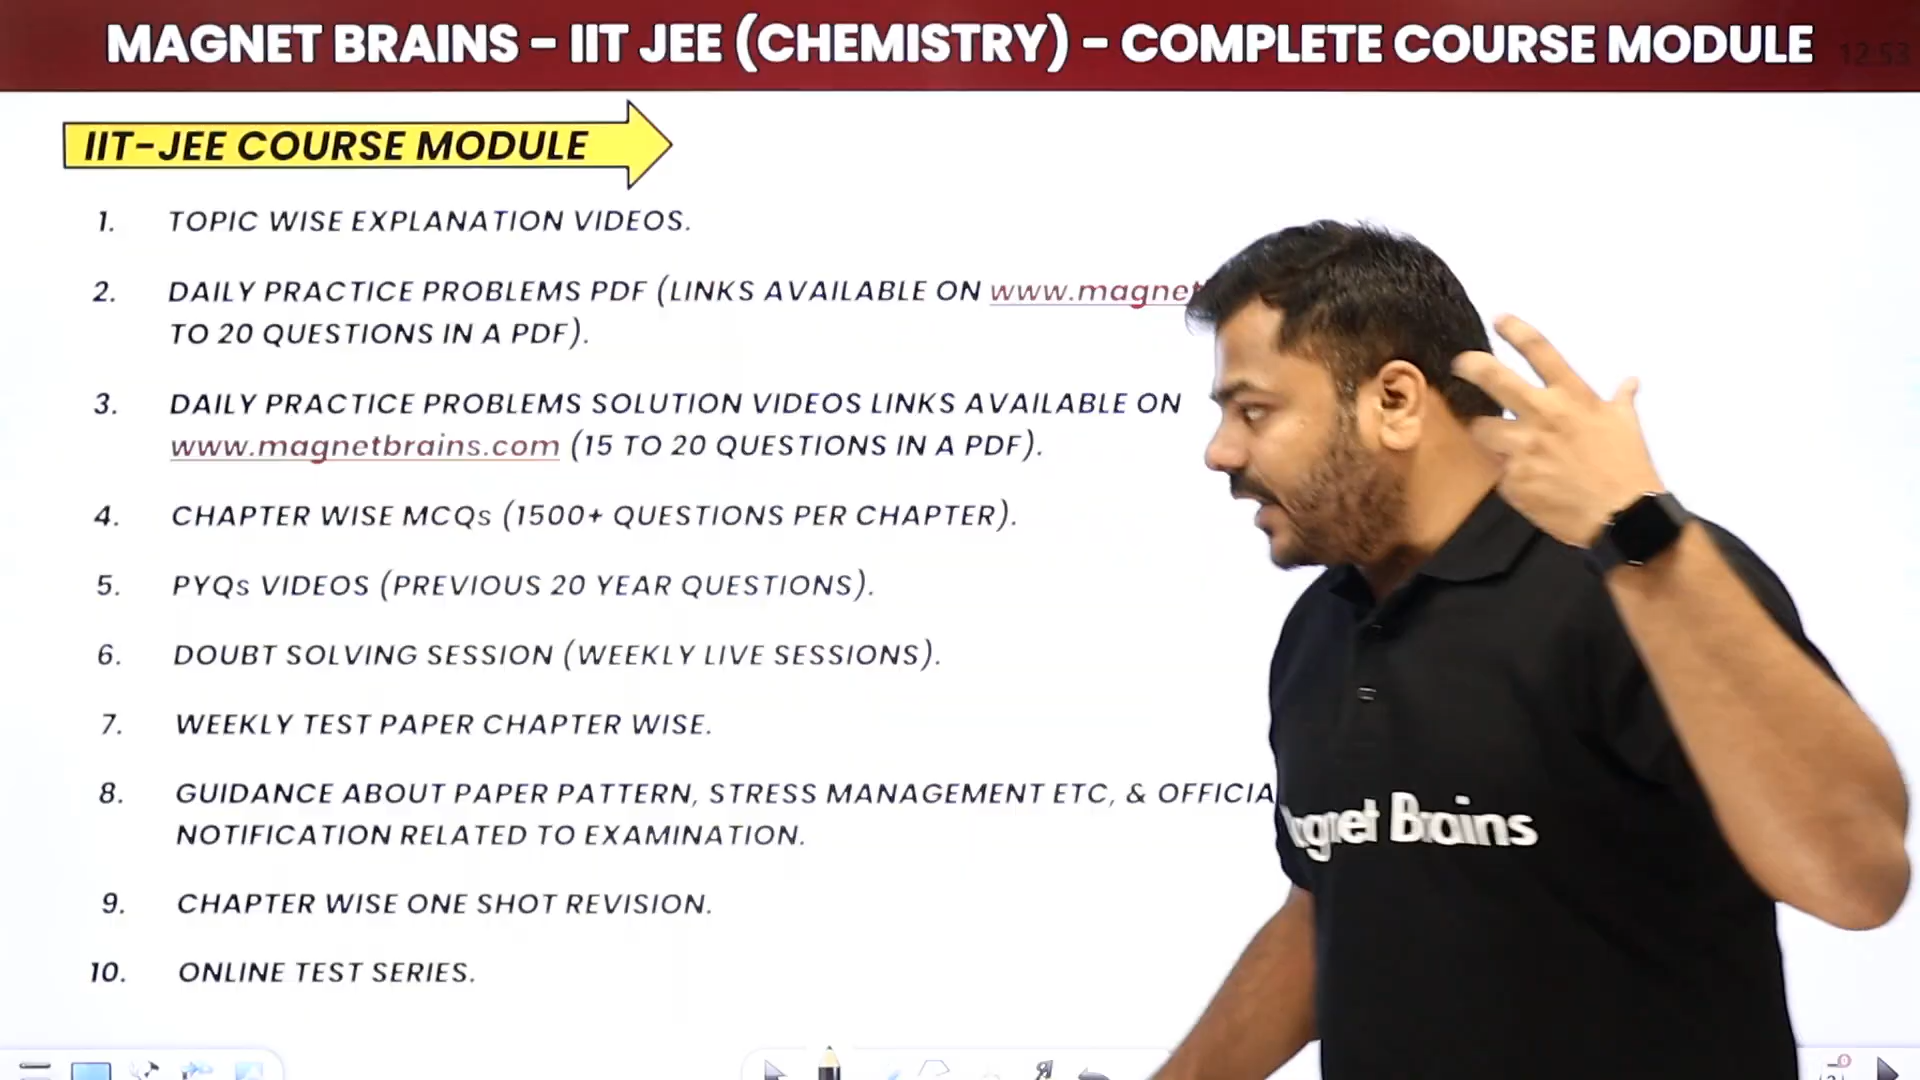 MAGNET BRAINS – IIT JEE (CHEMISTRY) – COMPLETE COURSE MODULE
12:53
IIT-JEE COURSE MODULE
1. TOPIC WISE EXPLANATION VIDEOS.
2. DAILY PRACTICE PROBLEMS PDF (LINKS AVAILABLE ON www.magnet
TO 20 QUESTIONS IN A PDF).
3. DAILY PRACTICE PROBLEMS SOLUTION VIDEOS LINKS AVAILABLE ON
www.magnetbrains.com (15 TO 20 QUESTIONS IN A PDF).
4. CHAPTER WISE MCQs (1500+ QUESTIONS PER CHAPTER).
5. PYQs VIDEOS (PREVIOUS 20 YEAR QUESTIONS).
6. DOUBT SOLVING SESSION (WEEKLY LIVE SESSIONS).
7. WEEKLY TEST PAPER CHAPTER WISE.
8. GUIDANCE ABOUT PAPER PATTERN, STRESS MANAGEMENT ETC, & OFFICIA
NOTIFICATION RELATED TO EXAMINATION.
9. CHAPTER WISE ONE SHOT REVISION.
10. ONLINE TEST SERIES.
agnet Brains